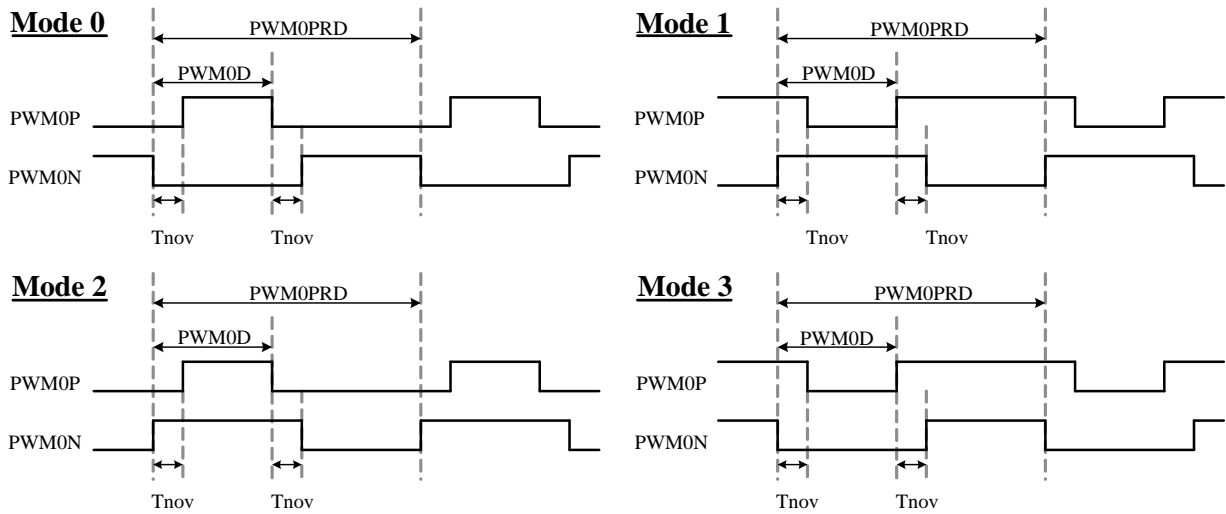 Mode 0
PWM0PRD
PWM0D
PWM0P
PWM0N
Tnov
Tnov
Mode 1
PWM0PRD
PWM0D
PWM0P
PWM0N
Tnov
Tnov
Mode 2
PWM0PRD
PWM0D
PWM0P
PWM0N
Tnov
Tnov
Mode 3
PWM0PRD
PWM0D
PWM0P
PWM0N
Tnov
Tnov